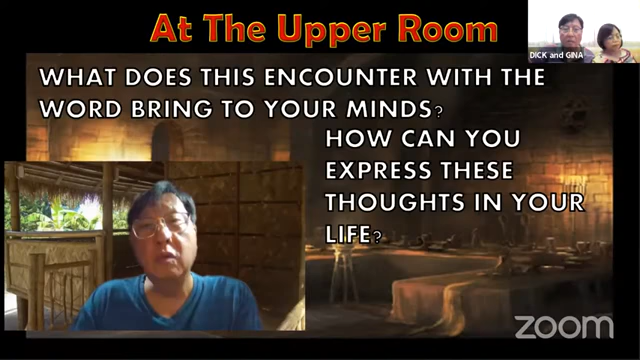 At The Upper Room
DICK and GINA
WHAT DOES THIS ENCOUNTER WITH THE
WORD BRING TO YOUR MINDS?
HOW CAN YOU
EXPRESS THESE
THOUGHTS IN YOUR
LIFE?
zoom